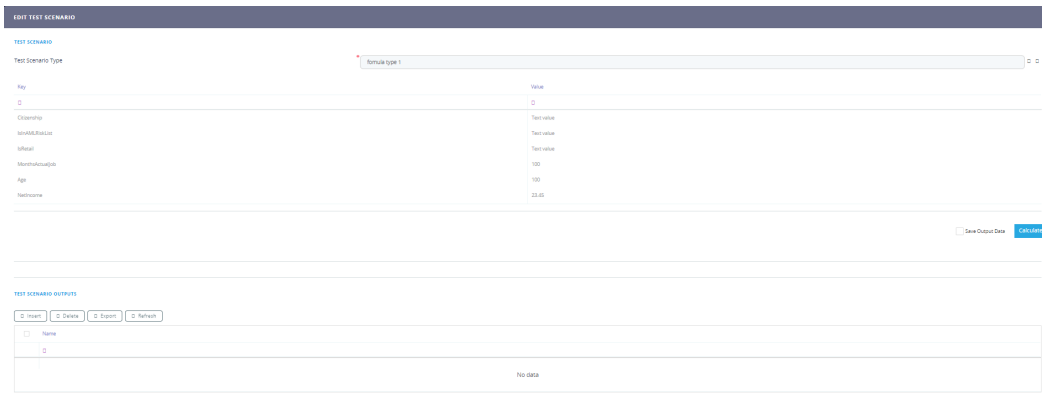 EDIT TEST SCENARIO
TEST SCENARIO
Test Scenario Type * formula type 1
Key Value
Citizenship Text value
IsInAMLRiskList Text value
IsRetail Text value
MonthsActualJob 100
Age 100
NetIncome 23.45
Save Output Data Calculate
TEST SCENARIO OUTPUTS
Insert Delete Export Refresh
Name
No data